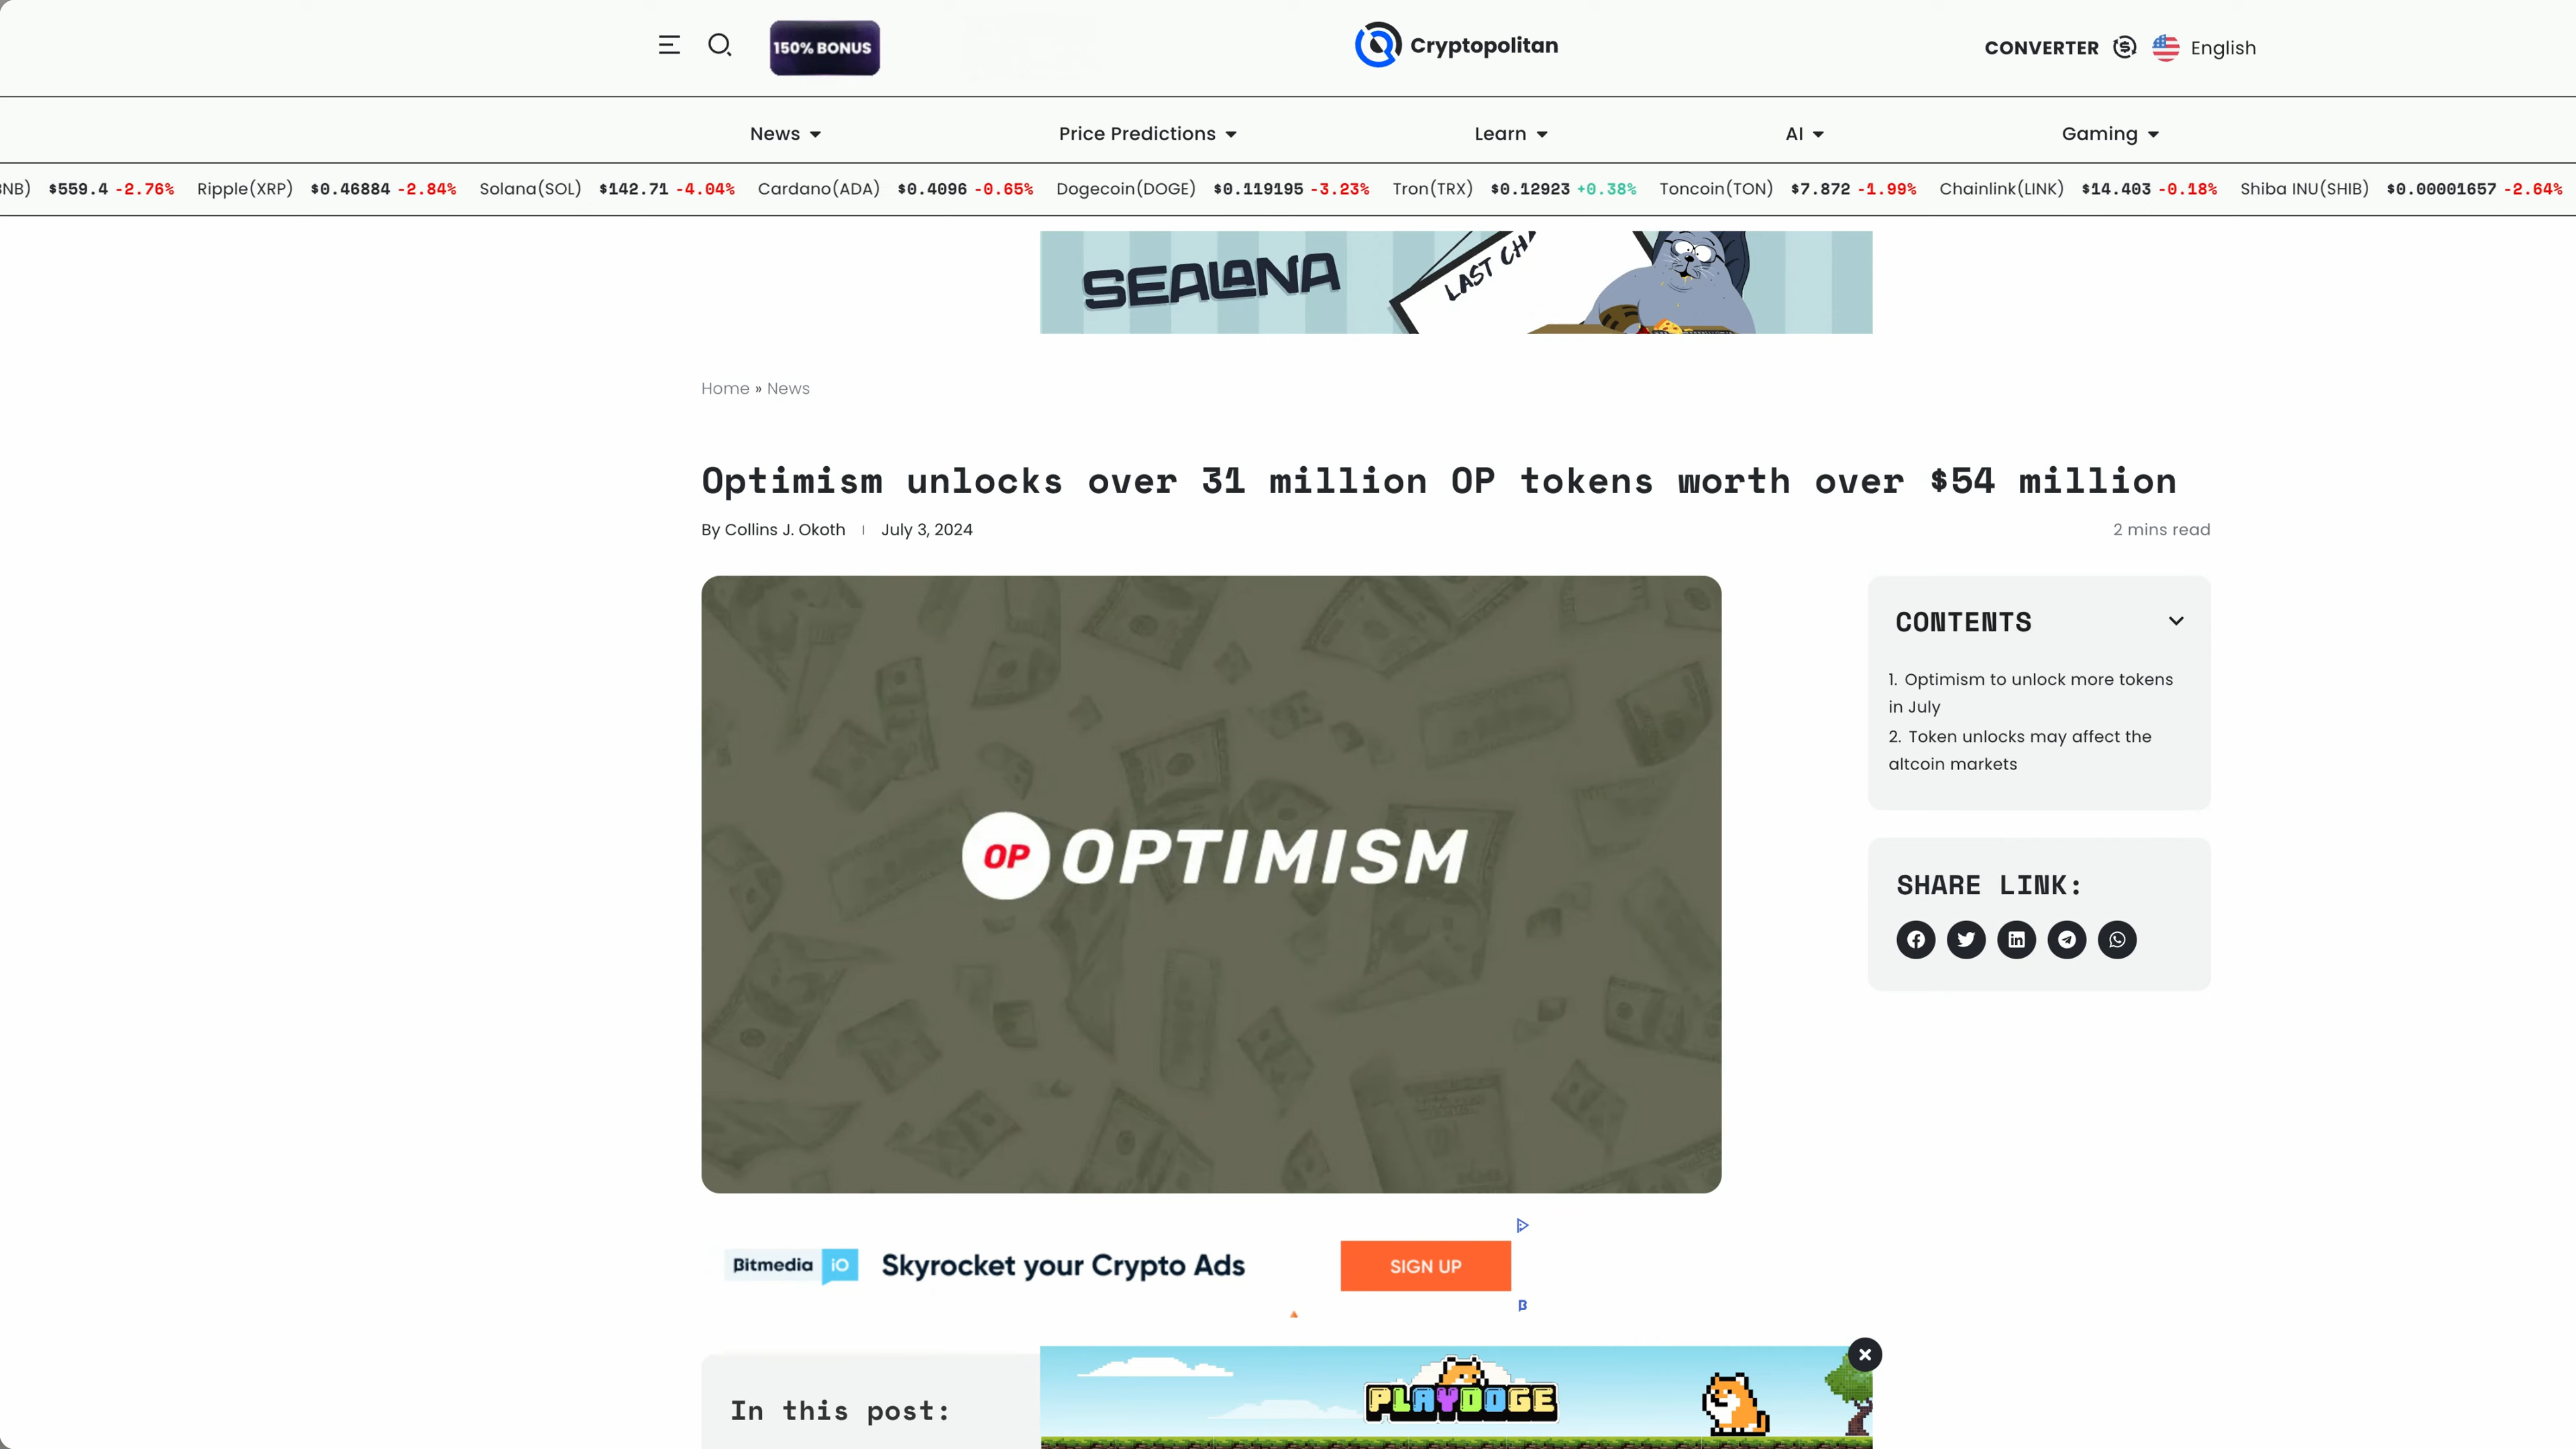 150% BONUS
Cryptopolitan
CONVERTER
English
News
Price Predictions
Learn
AI
Gaming
NB) $559.4 -2.76% Ripple(XRP) $0.46884 -2.84% Solana(SOL) $142.71 -4.04% Cardano(ADA) $0.4096 -0.65% Dogecoin(DOGE) $0.119195 -3.23% Tron(TRX) $0.12923 +0.38% Toncoin(TON) $7.872 -1.99% Chainlink(LINK) $14.403 -0.18% Shiba INU(SHIB) $0.00001657 -2.64%
SEALANA
LAST CHA
Home » News
Optimism unlocks over 31 million OP tokens worth over $54 million
By Collins J. Okoth | July 3, 2024
2 mins read
OP OPTIMISM
CONTENTS
1. Optimism to unlock more tokens
in July
2. Token unlocks may affect the
altcoin markets
SHARE LINK:
Bitmedia iO
Skyrocket your Crypto Ads
SIGN UP
In this post:
PLAYDOGE